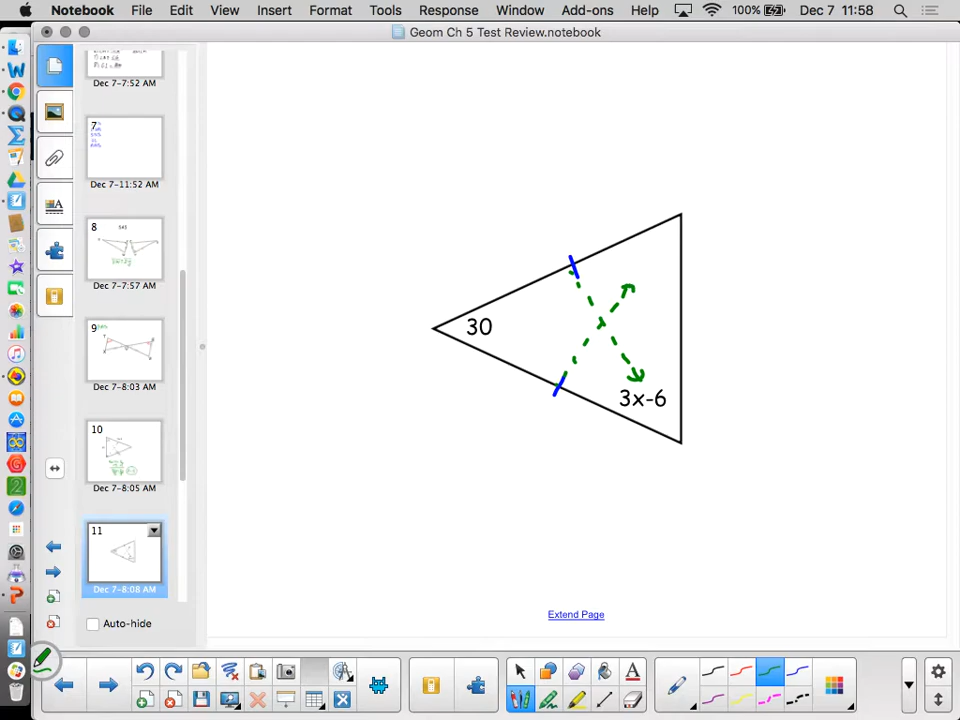 Notebook File Edit View Insert Format Tools Response Window Add-ons Help 100% Dec 7 11:58
Geom Ch 5 Test Review.notebook
Dec 7-7:52 AM
7
Dec 7-11:52 AM
8
Dec 7-7:57 AM
9
Dec 7-8:03 AM
10
Dec 7-8:05 AM
11
Dec 7-8:08 AM
Auto-hide
30
3x-6
Extend Page